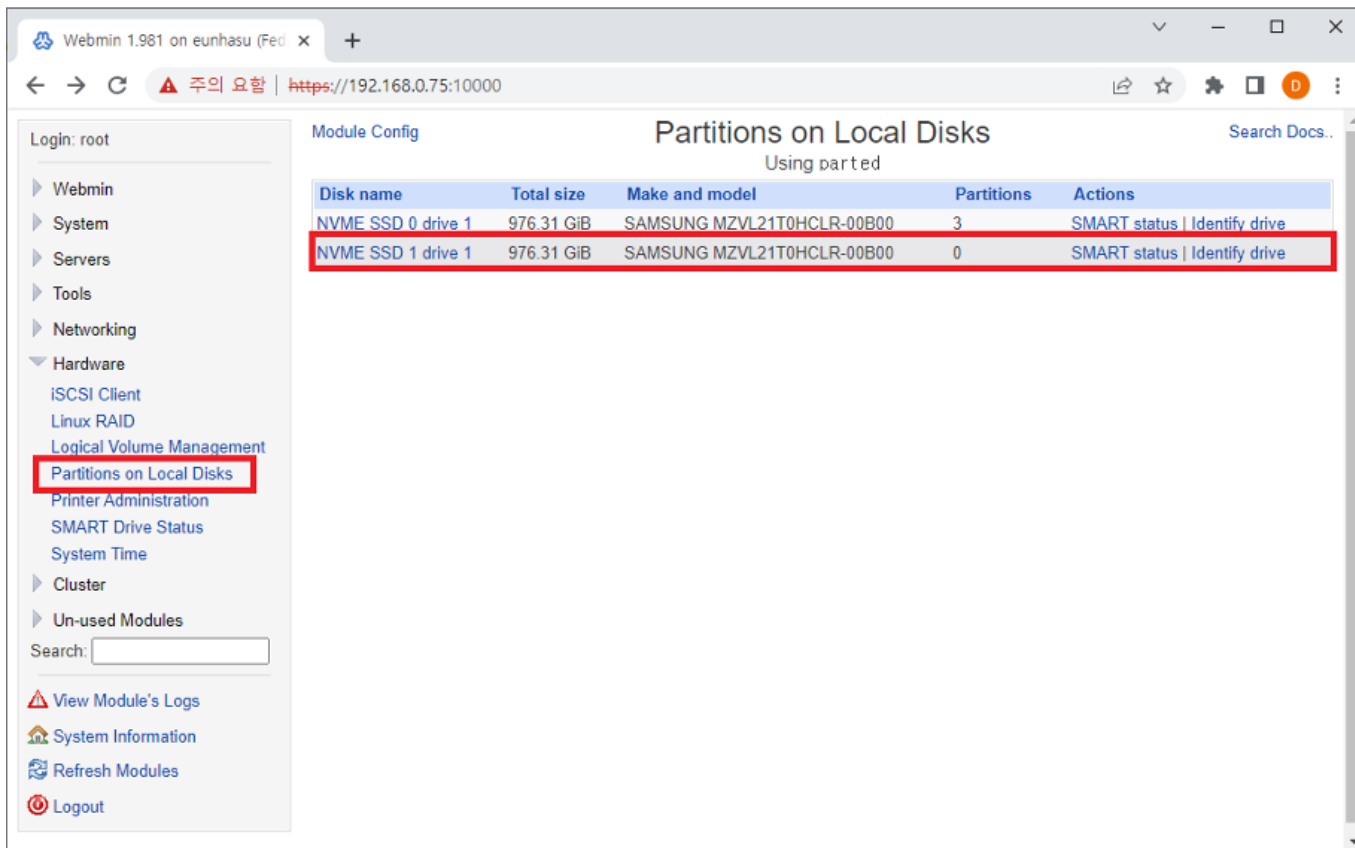 Webmin 1.981 on eunhasu (Fed
주의 요함 https://192.168.0.75:10000
D
Login: root
Webmin
System
Servers
Tools
Networking
Hardware
iSCSI Client
Linux RAID
Logical Volume Management
Partitions on Local Disks
Printer Administration
SMART Drive Status
System Time
Cluster
Un-used Modules
Search:
View Module's Logs
System Information
Refresh Modules
Logout
Module Config
Partitions on Local Disks
Search Docs..
Using parted
Disk name Total size Make and model Partitions Actions
NVME SSD 0 drive 1 976.31 GiB SAMSUNG MZVL21T0HCLR-00B00 3 SMART status | Identify drive
NVME SSD 1 drive 1 976.31 GiB SAMSUNG MZVL21T0HCLR-00B00 0 SMART status | Identify drive